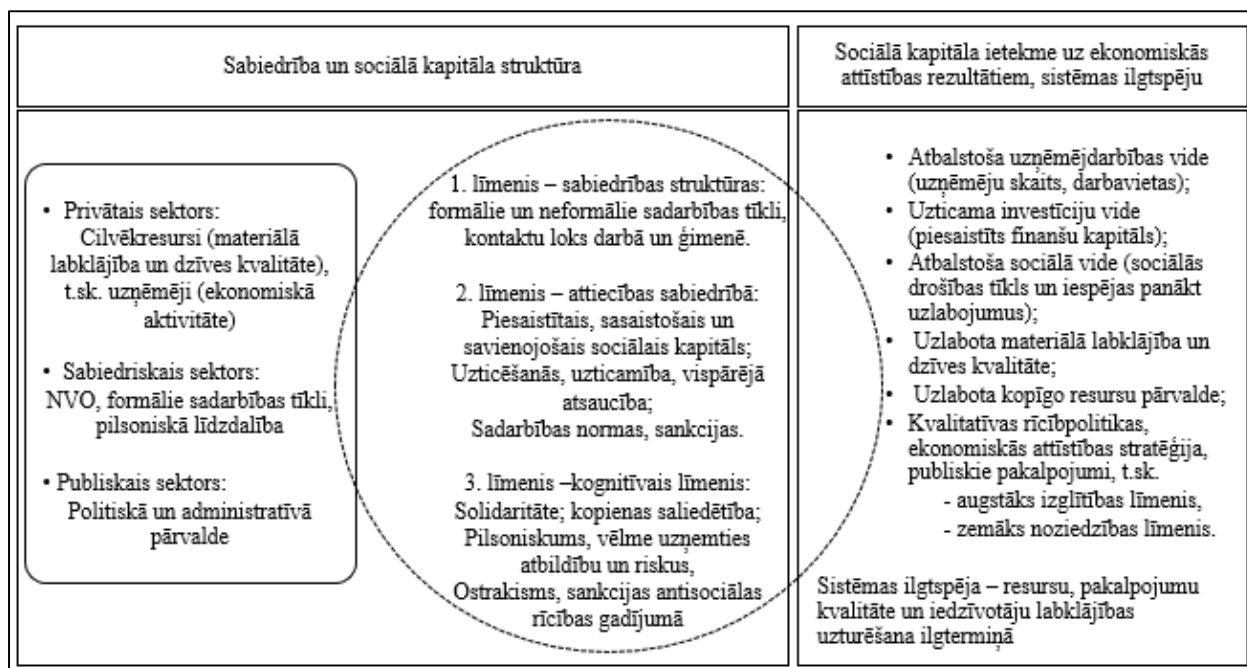 Sabiedrība un sociālā kapitāla struktūra
Sociālā kapitāla ietekme uz ekonomiskās
attīstības rezultātiem, sistēmas ilgtspēju
• Privātais sektors:
Cilvēkresursi (materiālā
labklājība un dzīves kvalitāte),
t.sk. uzņēmēji (ekonomiskā
aktivitāte)
• Sabiedriskais sektors:
NVO, formālie sadarbības tīkli,
pilsoniskā līdzdalība
• Publiskais sektors:
Politiskā un administratīvā
pārvalde
1. līmenis – sabiedrības struktūras:
formālie un neformālie sadarbības tīkli,
kontaktu loks darbā un ģimenē.
2. līmenis – attiecības sabiedrībā:
Piesaistītais, sasaistošais un
savienojošais sociālais kapitāls;
Uzticēšanās, uzticamība, vispārējā
atsaucība;
Sadarbības normas, sankcijas.
3. līmenis –kognitīvais līmenis:
Solidaritāte; kopienas saliedētība;
Pilsoniskums, vēlme uzņemties
atbildību un riskus,
Ostrakisms, sankcijas antisociālas
rīcības gadījumā
• Atbalstoša uzņēmējdarbības vide
(uzņēmēju skaits, darbavietas);
• Uzticama investīciju vide
(piesaistīts finanšu kapitāls);
• Atbalstoša sociālā vide (sociālās
drošības tīkls un iespējas panākt
uzlabojumus);
• Uzlabota materiālā labklājība un
dzīves kvalitāte;
• Uzlabota kopīgo resursu pārvalde;
• Kvalitatīvas rīcībpolitikas,
ekonomiskās attīstības stratēģija,
publiskie pakalpojumi, t.sk.
- augstāks izglītības līmenis,
- zemāks noziedzības līmenis.
Sistēmas ilgtspēja – resursu, pakalpojumu
kvalitāte un iedzīvotāju labklājības
uzturēšana ilgtermiņā